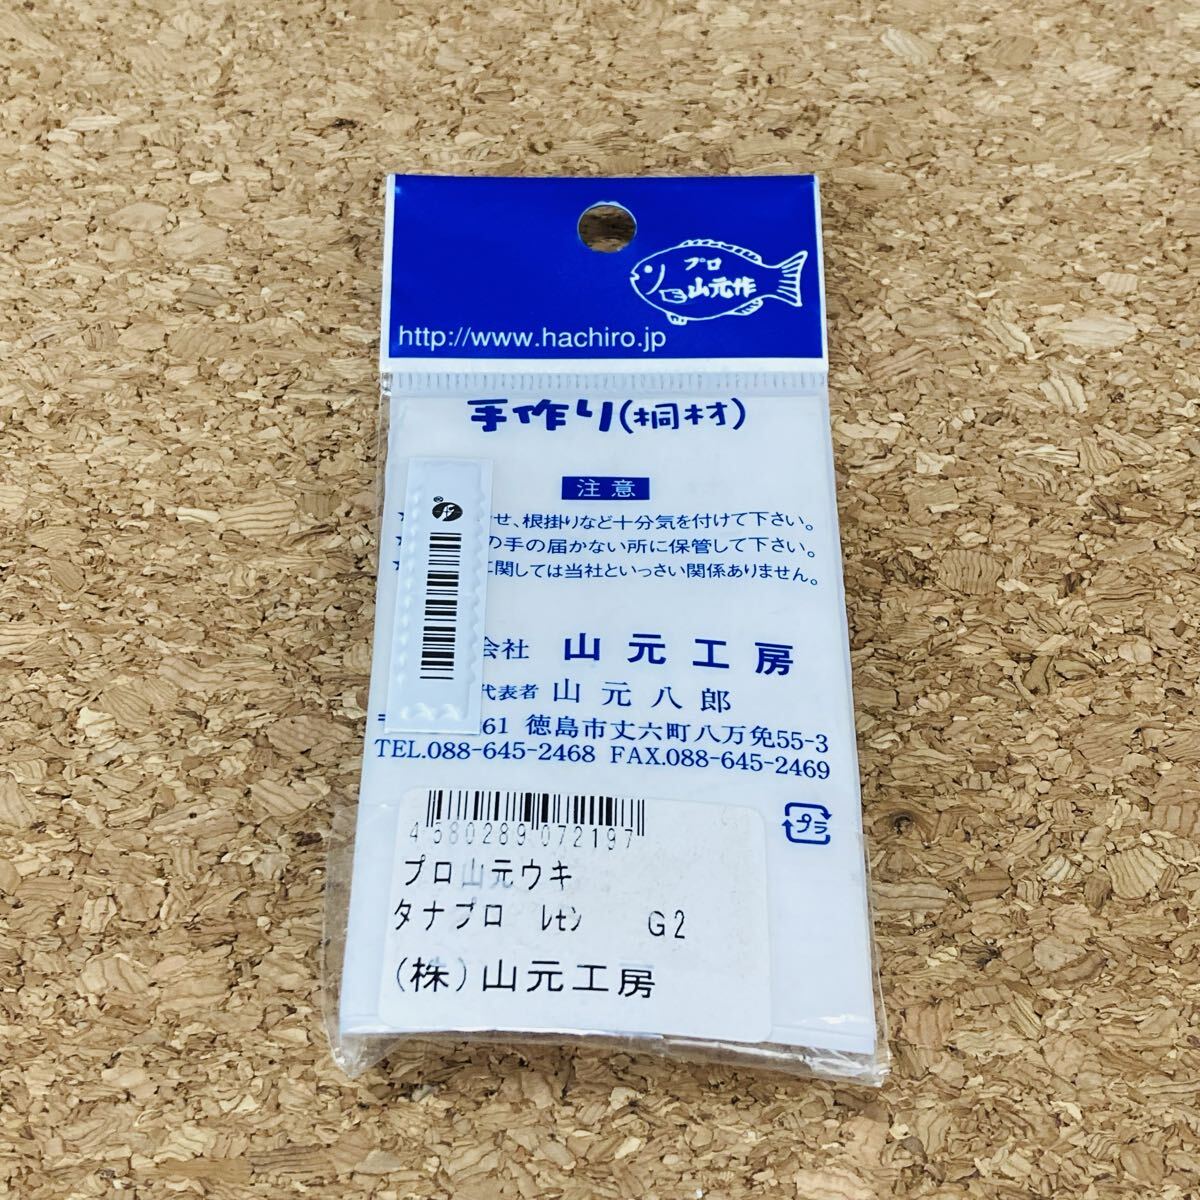 プロ
山元作
http://www.hachiro.jp
手作り(桐材)
注意
せ、根掛りなど十分気を付けて下さい。
の手の届かない所に保管して下さい。
に関しては当社といっさい関係ありません。
会社 山元工房
代表者 山元八郎
61 徳島市丈六町八万免55-3
TEL.088-645-2468 FAX.088-645-2469
プラ
4580289072197
プロ山元ウキ
タナプロ ﾚﾓﾝ G2
(株)山元工房